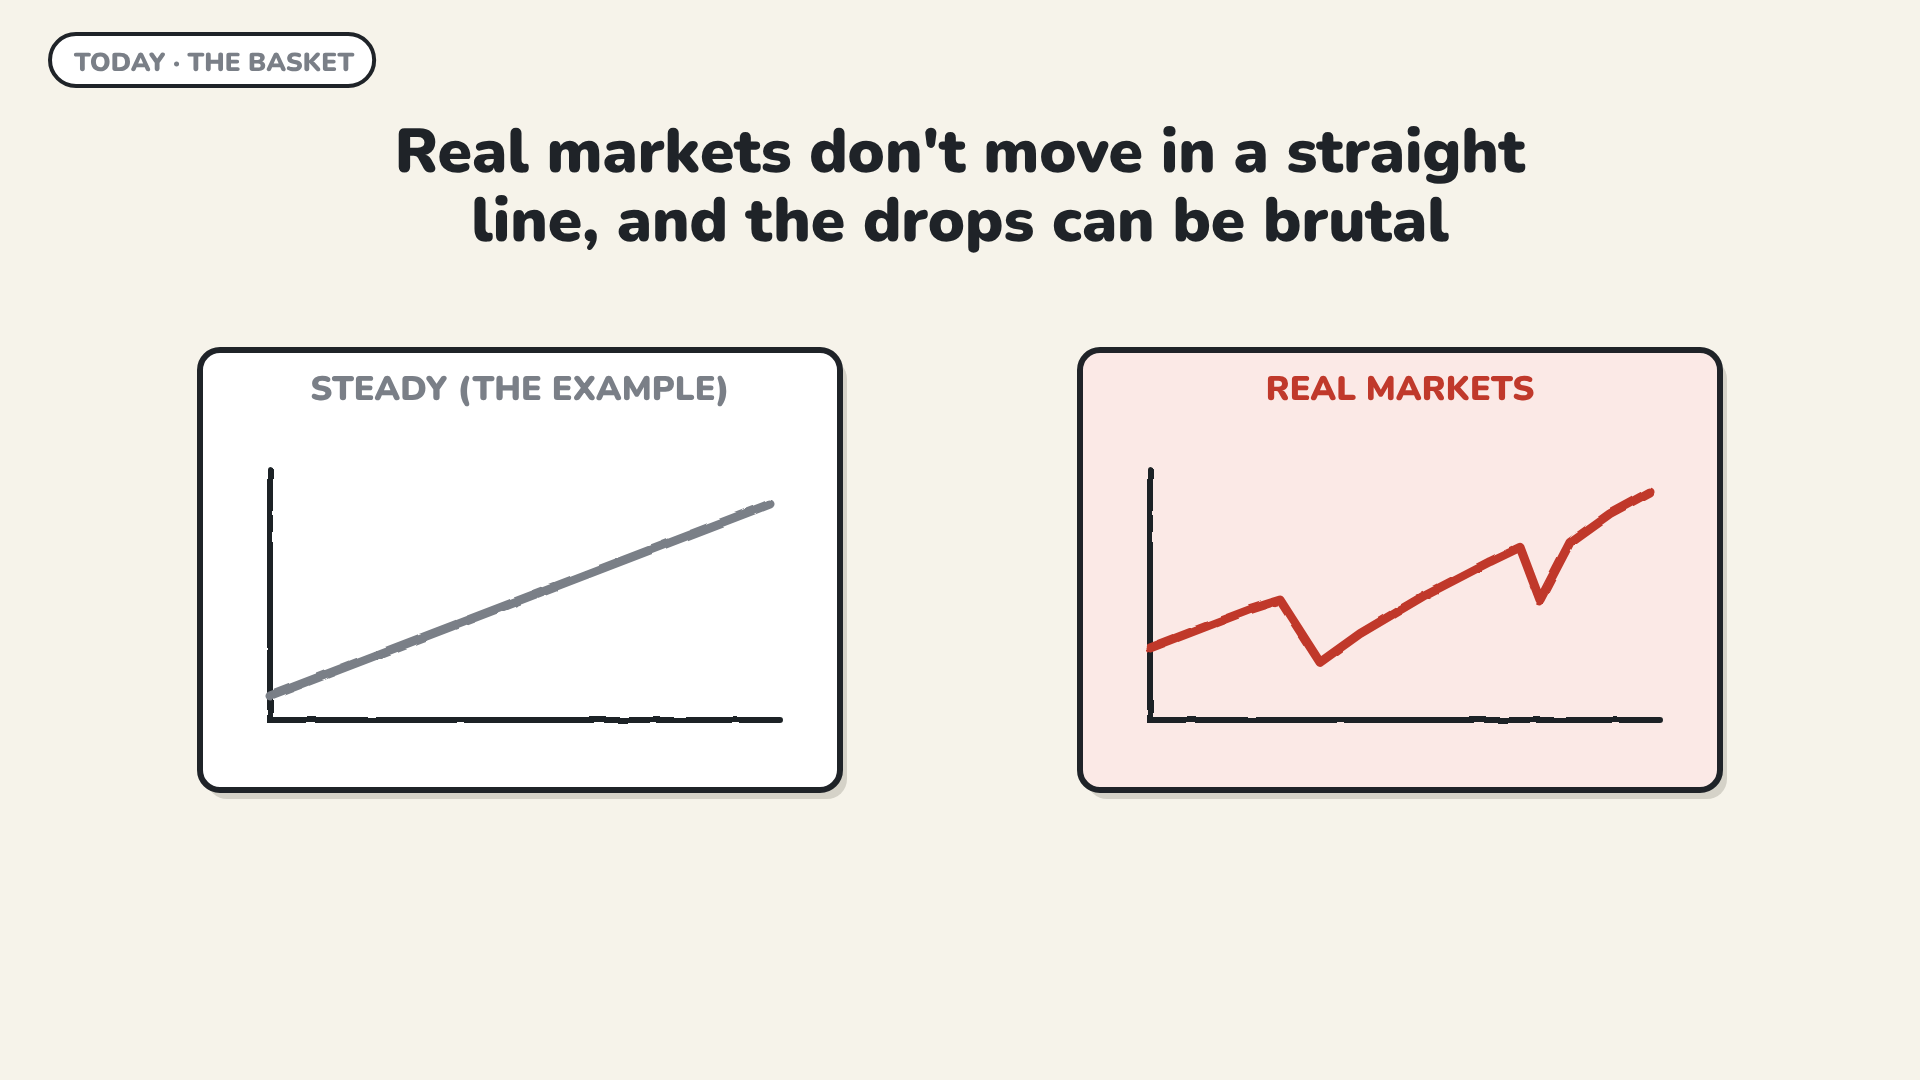 TODAY · THE BASKET
Real markets don't move in a straight
line, and the drops can be brutal
STEADY (THE EXAMPLE)
REAL MARKETS